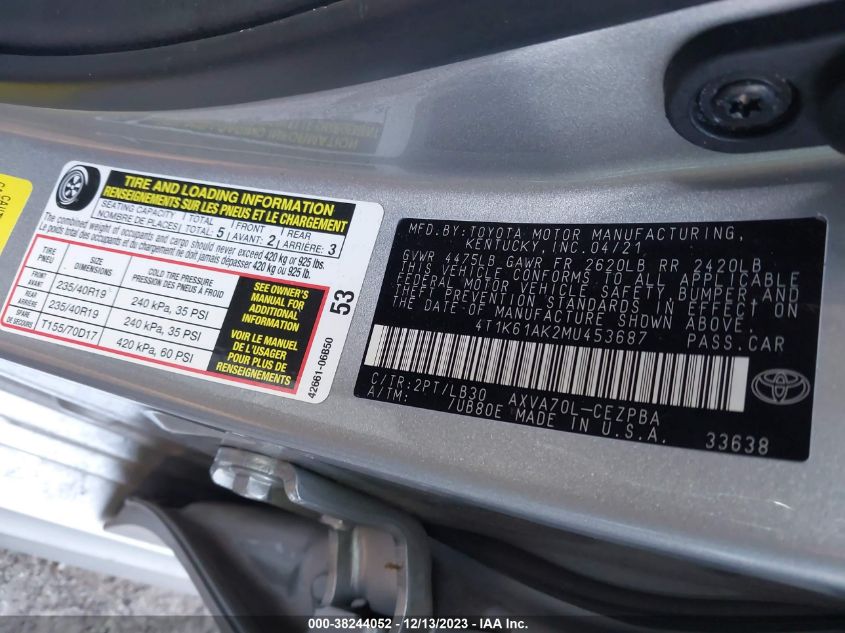 TIRE AND LOADING INFORMATION
RENSEIGNEMENTS SUR LES PNEUS ET LE CHARGEMENT
SEATING CAPACITY TOTAL FRONT REAR
NOMBRE DE PLACES TOTAL: 5 AVANT: 2 ARRIÈRE: 3
The combined weight of occupants and cargo should never exceed 420 kg or 925 lbs.
Le poids total des occupants et du chargement ne doit jamais dépasser 420 kg ou 925 lb.
TIRE
PNEU
SIZE
DIMENSIONS
COLD TIRE PRESSURE
PRESSION DES PNEUS À FROID
FRONT
AVANT
235/40R19
240 kPa, 35 PSI
REAR
ARRIÈRE
235/40R19
240 kPa, 35 PSI
SPARE
DE SECOURS
T155/70D17
420 kPa, 60 PSI
SEE OWNER'S
MANUAL FOR
ADDITIONAL
INFORMATION
VOIR LE MANUEL
DE L'USAGER
POUR PLUS DE
RENSEIGNEMENTS
53
42661-06B50
MFD.BY:TOYOTA MOTOR MANUFACTURING,
KENTUCKY, INC.04/21
GVWR 4475LB GAWR FR 2620LB RR 2420LB
THIS VEHICLE CONFORMS TO ALL APPLICABLE
FEDERAL MOTOR VEHICLE SAFETY, BUMPER, AND
THEFT PREVENTION STANDARDS IN EFFECT ON
THE DATE OF MANUFACTURE SHOWN ABOVE.
4T1K61AK2MU453687 PASS.CAR
C/TR:2PT/LB30 AXVA70L-CEZPBA
A/TM: /UB80E MADE IN U.S.A.
33638
TOYOTA
000-38244052 - 12/13/2023 - IAA Inc.